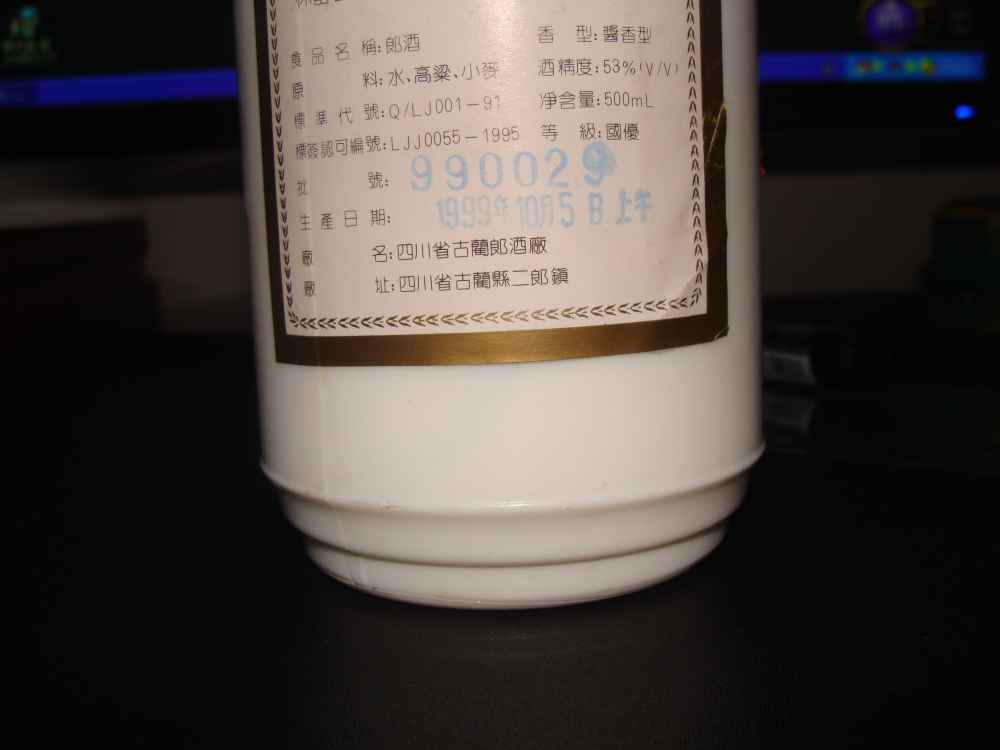 食品名稱:郎酒 香型:醬香型
原料:水、高粱、小麥 酒精度:53%(V/V)
標準代號:Q/LJ001-91 凈含量:500mL
標簽認可編號:LJJ0055-1995 等級:國優
批號:990029
生產日期:1999年10月5日上午
廠名:四川省古藺郎酒廠
廠址:四川省古藺縣二郎鎮